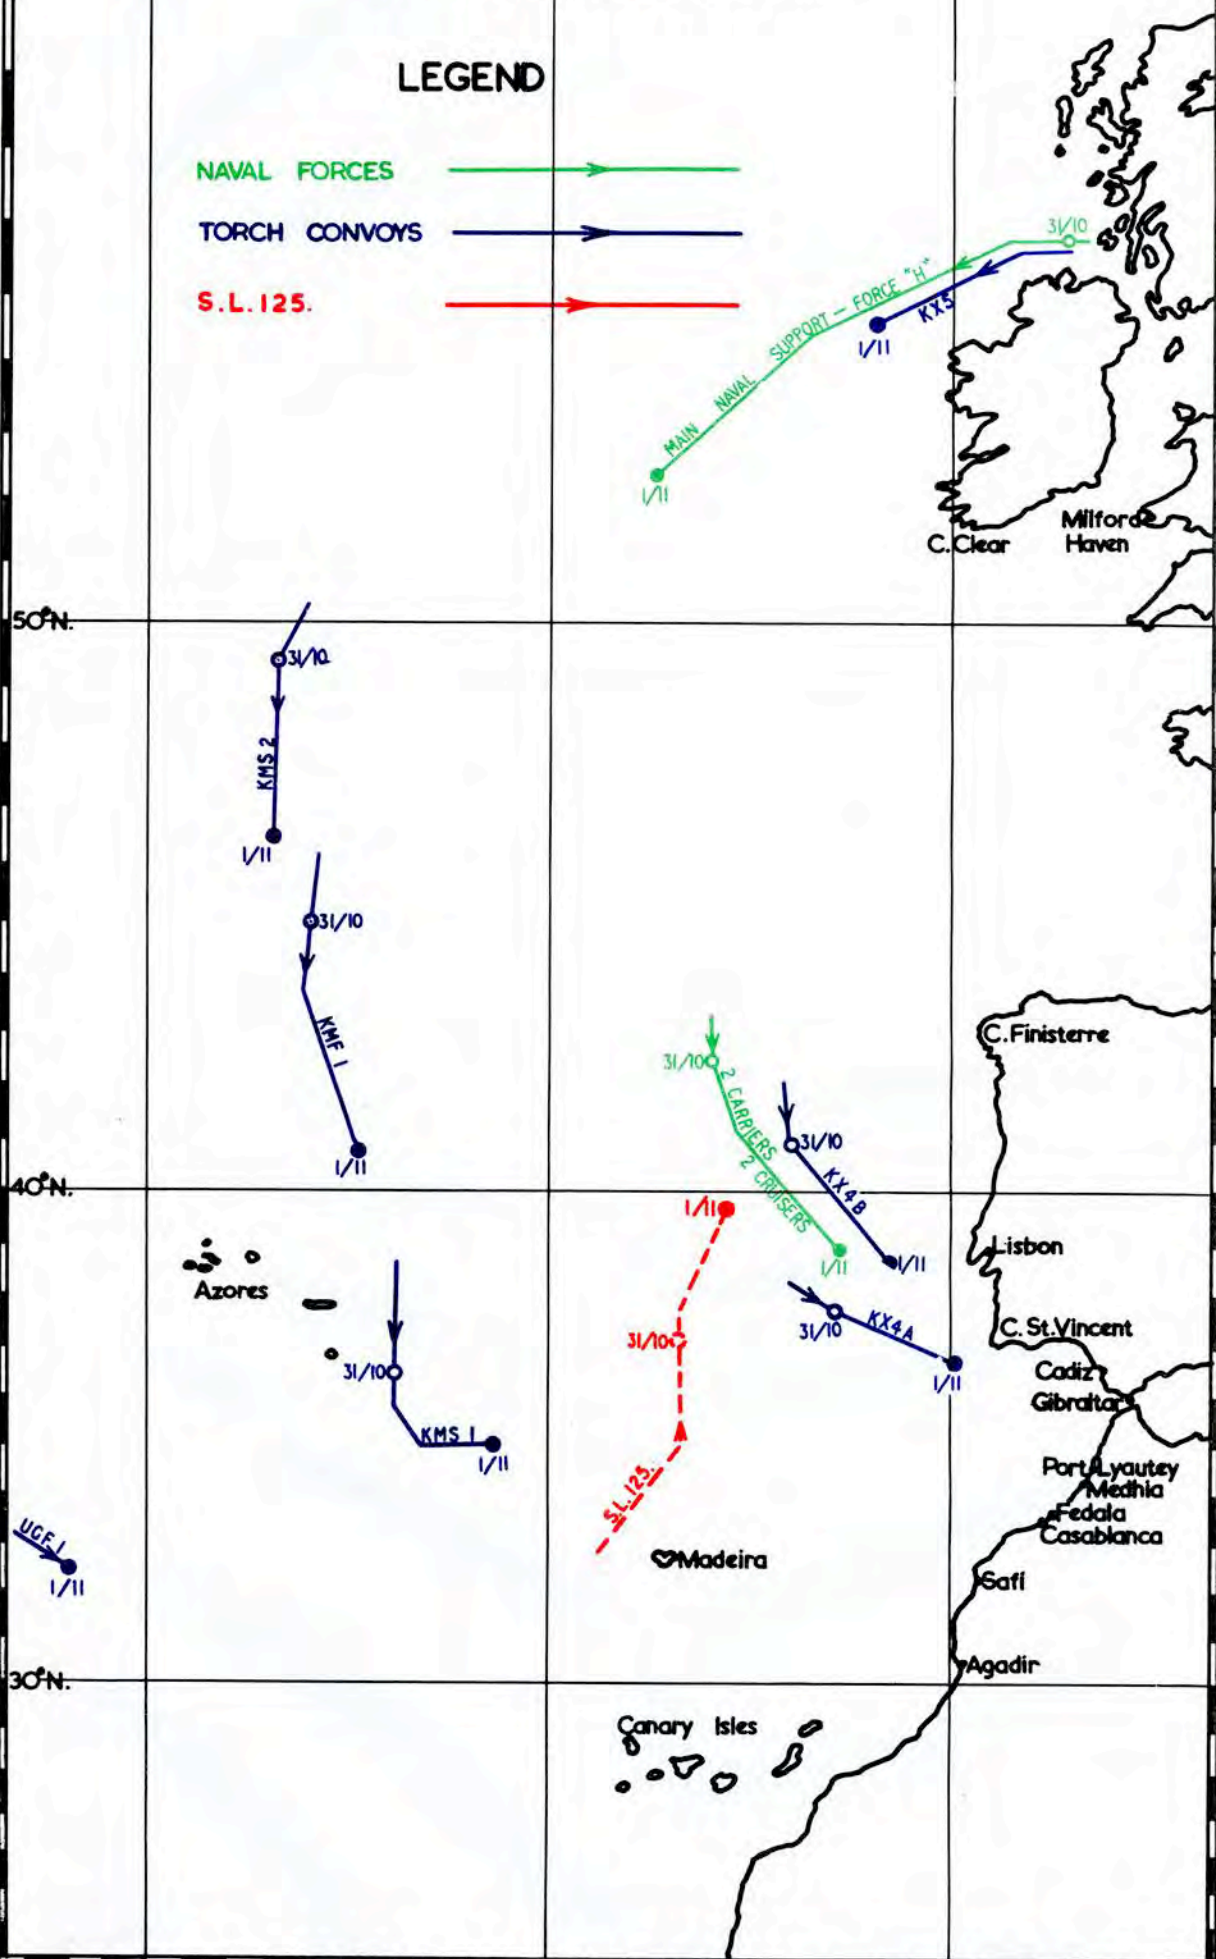 LEGEND
NAVAL FORCES
TORCH CONVOYS
S.L.125.
31/10
MAIN NAVAL SUPPORT - FORCE "H"
KX5
1/11
1/11
Milford
Haven
C.Clear
50°N.
31/10
KMS 2
1/11
31/10
KMF 1
1/11
C.Finisterre
31/10
2 CARRIERS
2 CRUISERS
1/11
31/10
KX4B
1/11
40°N.
1/11
Lisbon
Azores
31/10
KX4A
1/11
C.St.Vincent
31/10
S.L.125.
Cadiz
Gibraltar
31/10
KMS 1
1/11
Port Lyautey
Medhia
Fedala
Casablanca
UGF.1
1/11
Madeira
Safi
Agadir
30°N.
Canary Isles